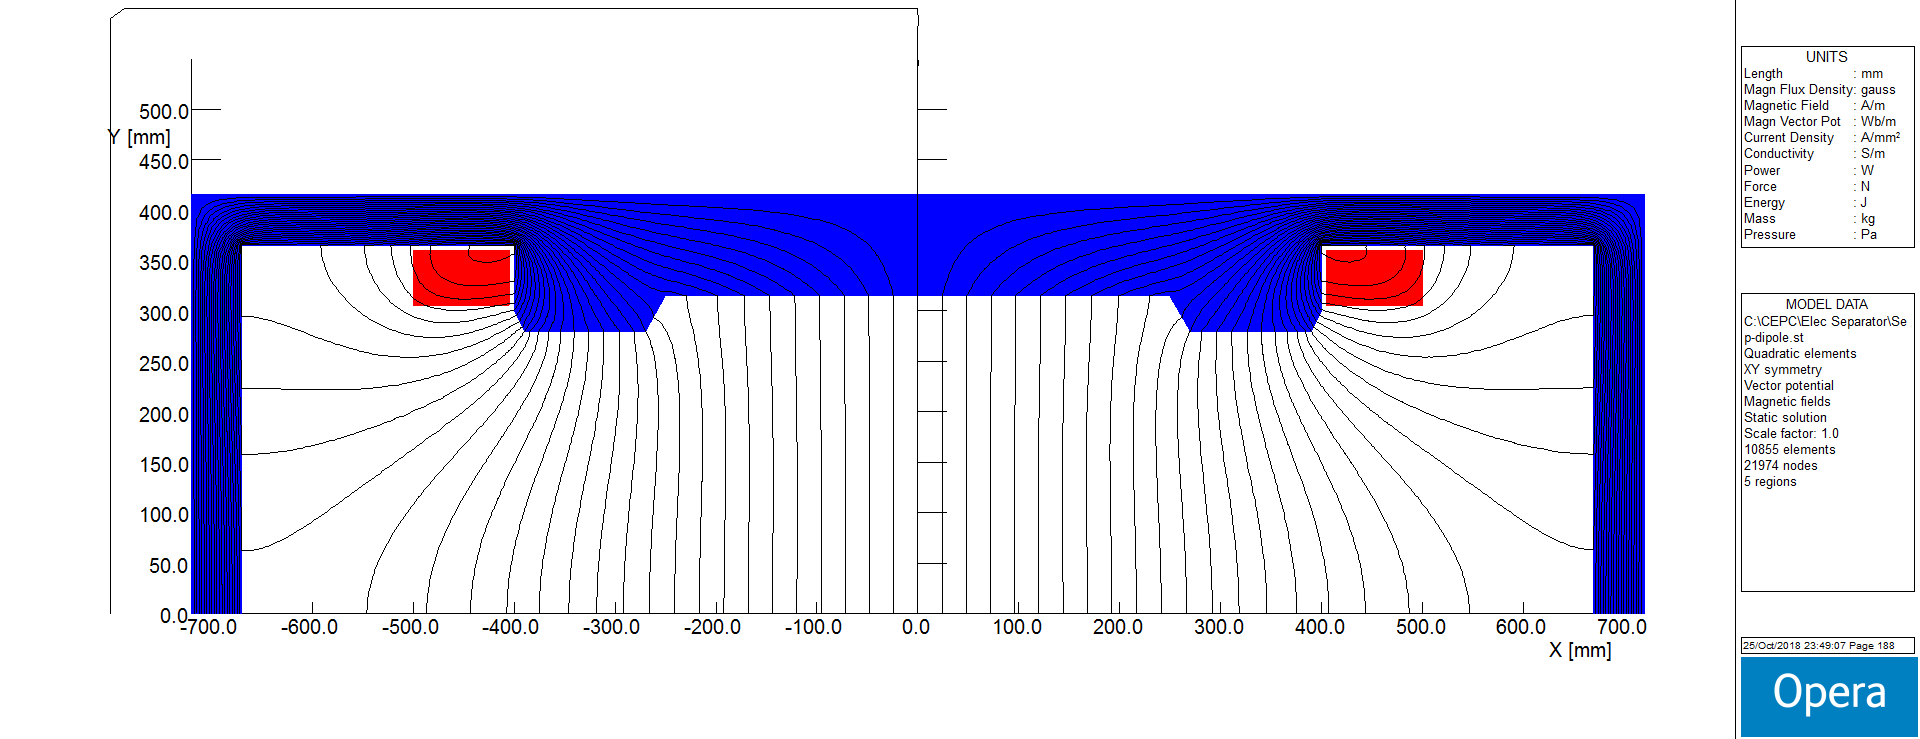 500.0
Y [mm]
450.0
400.0
350.0
300.0
250.0
200.0
150.0
100.0
50.0
0.0
-700.0 -600.0 -500.0 -400.0 -300.0 -200.0 -100.0 0.0 100.0 200.0 300.0 400.0 500.0 600.0 700.0
X [mm]
UNITS
Length : mm
Magn Flux Density: gauss
Magnetic Field : A/m
Magn Vector Pot : Wb/m
Current Density : A/mm²
Conductivity : S/m
Power : W
Force : N
Energy : J
Mass : kg
Pressure : Pa
MODEL DATA
C:\CEPC\Elec Separator\Se
p-dipole.st
Quadratic elements
XY symmetry
Vector potential
Magnetic fields
Static solution
Scale factor: 1.0
10855 elements
21974 nodes
5 regions
25/Oct/2018 23:49:07 Page 188
Opera